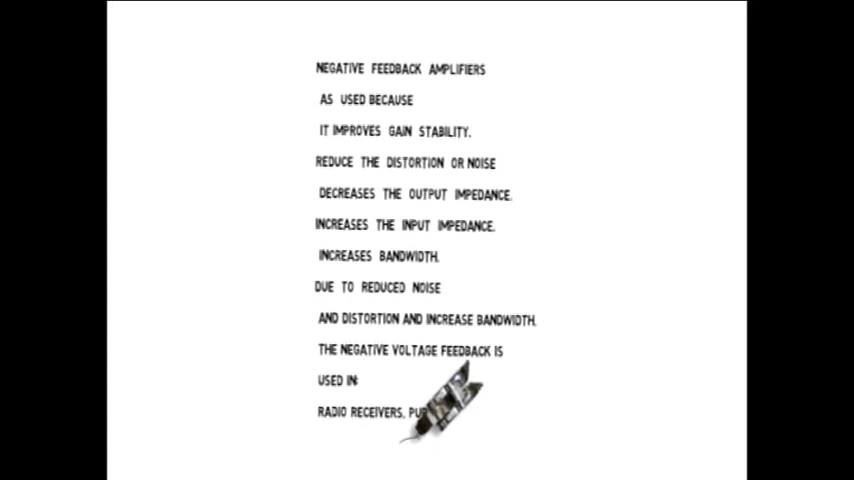 NEGATIVE FEEDBACK AMPLIFIERS
AS USED BECAUSE
IT IMPROVES GAIN STABILITY.
REDUCE THE DISTORTION OR NOISE
DECREASES THE OUTPUT IMPEDANCE.
INCREASES THE INPUT IMPEDANCE.
INCREASES BANDWIDTH.
DUE TO REDUCED NOISE
AND DISTORTION AND INCREASE BANDWIDTH.
THE NEGATIVE VOLTAGE FEEDBACK IS
USED IN:
RADIO RECEIVERS,